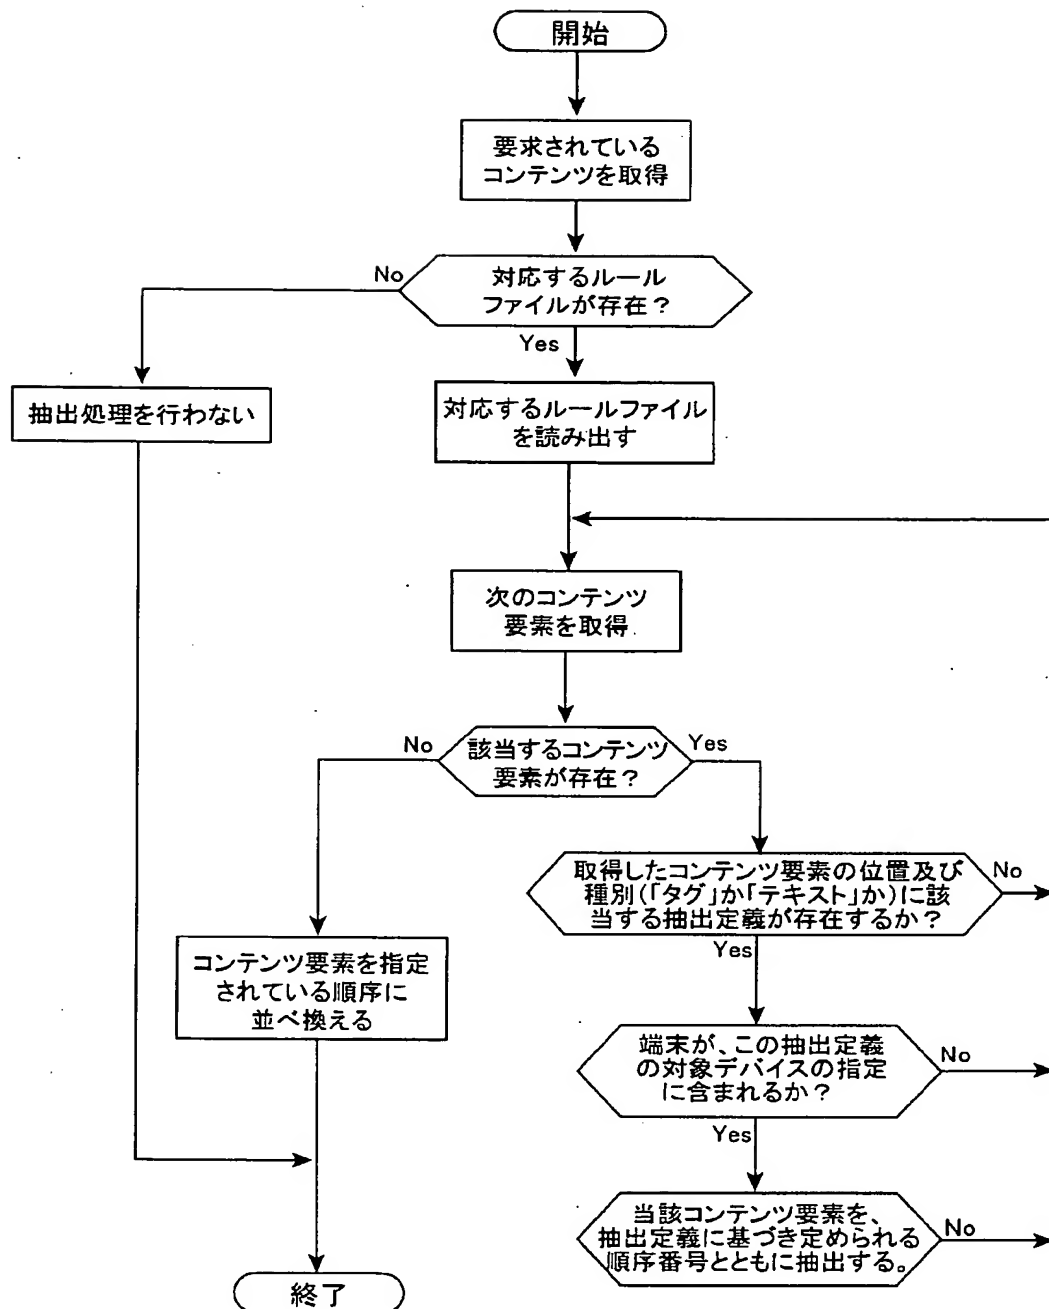 開始
要求されている
コンテンツを取得
対応するルール
ファイルが存在？
No
Yes
抽出処理を行わない
対応するルールファイル
を読み出す
次のコンテンツ
要素を取得
該当するコンテンツ
要素が存在？
No
Yes
取得したコンテンツ要素の位置及び
種別(「タグ」か「テキスト」か)に該
当する抽出定義が存在するか？
No
Yes
コンテンツ要素を指定
されている順序に
並べ換える
端末が、この抽出定義
の対象デバイスの指定
に含まれるか？
No
Yes
当該コンテンツ要素を、
抽出定義に基づき定められる
順序番号とともに抽出する。
No
終了